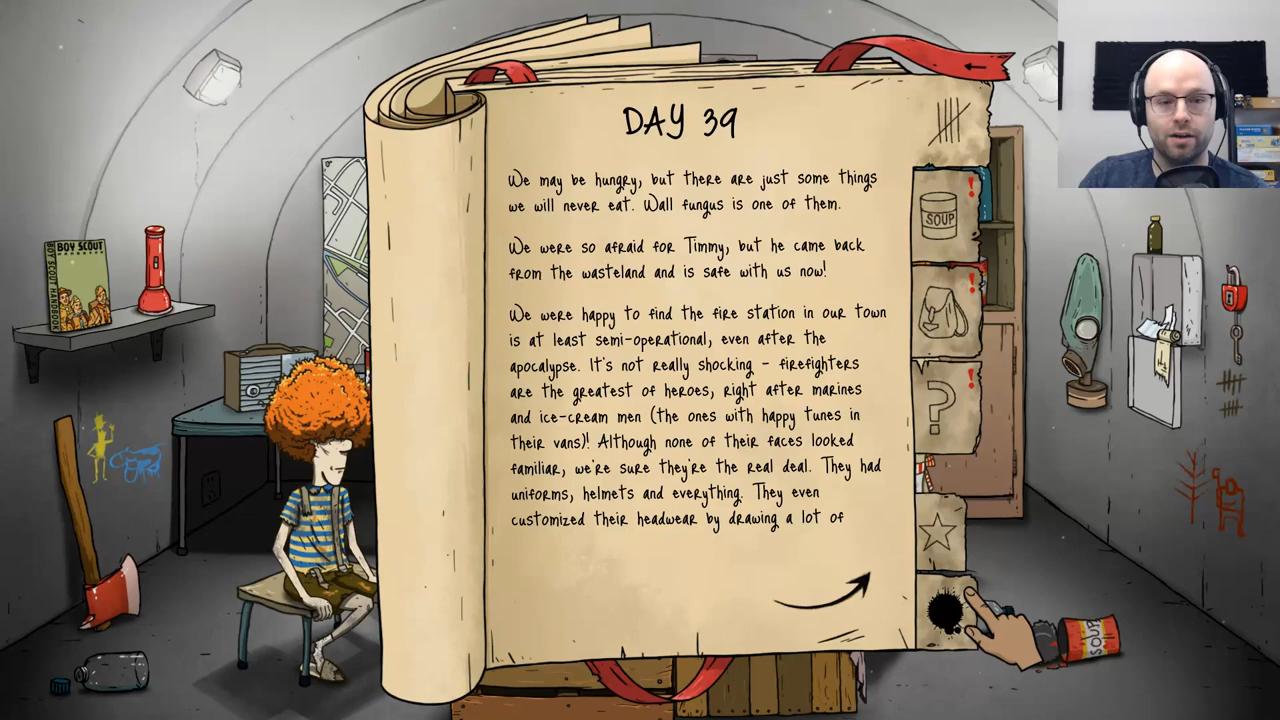 DAY 39
We may be hungry, but there are just some things
we will never eat. Wall fungus is one of them.
We were so afraid for Timmy, but he came back
from the wasteland and is safe with us now!
We were happy to find the fire station in our town
is at least semi-operational, even after the
apocalypse. It's not really shocking - firefighters
are the greatest of heroes, right after marines
and ice-cream men (the ones with happy tunes in
their vans)! Although none of their faces looked
familiar, we're sure they're the real deal. They had
uniforms, helmets and everything. They even
customized their headwear by drawing a lot of
!
SOUP
!
!
?
BOY SCOUT
BOY SCOUT HANDBOOK
SOUP